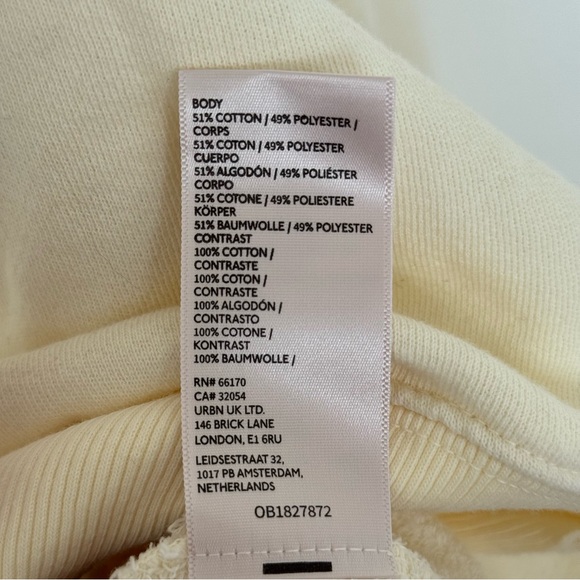 BODY
51% COTTON / 49% POLYESTER /
CORPS
51% COTON / 49% POLYESTER /
CUERPO
51% ALGODÓN / 49% POLIÉSTER
CORPO
51% COTONE / 49% POLIESTERE
KÖRPER
51% BAUMWOLLE / 49% POLYESTER
CONTRAST
100% COTTON /
CONTRASTE
100% COTON /
CONTRASTE
100% ALGODÓN /
CONTRASTO
100% COTONE /
KONTRAST
100% BAUMWOLLE /
RN# 66170
CA# 32054
URBN UK LTD.
146 BRICK LANE
LONDON, E1 6RU
LEIDSESTRAAT 32,
1017 PB AMSTERDAM,
NETHERLANDS
OB1827872